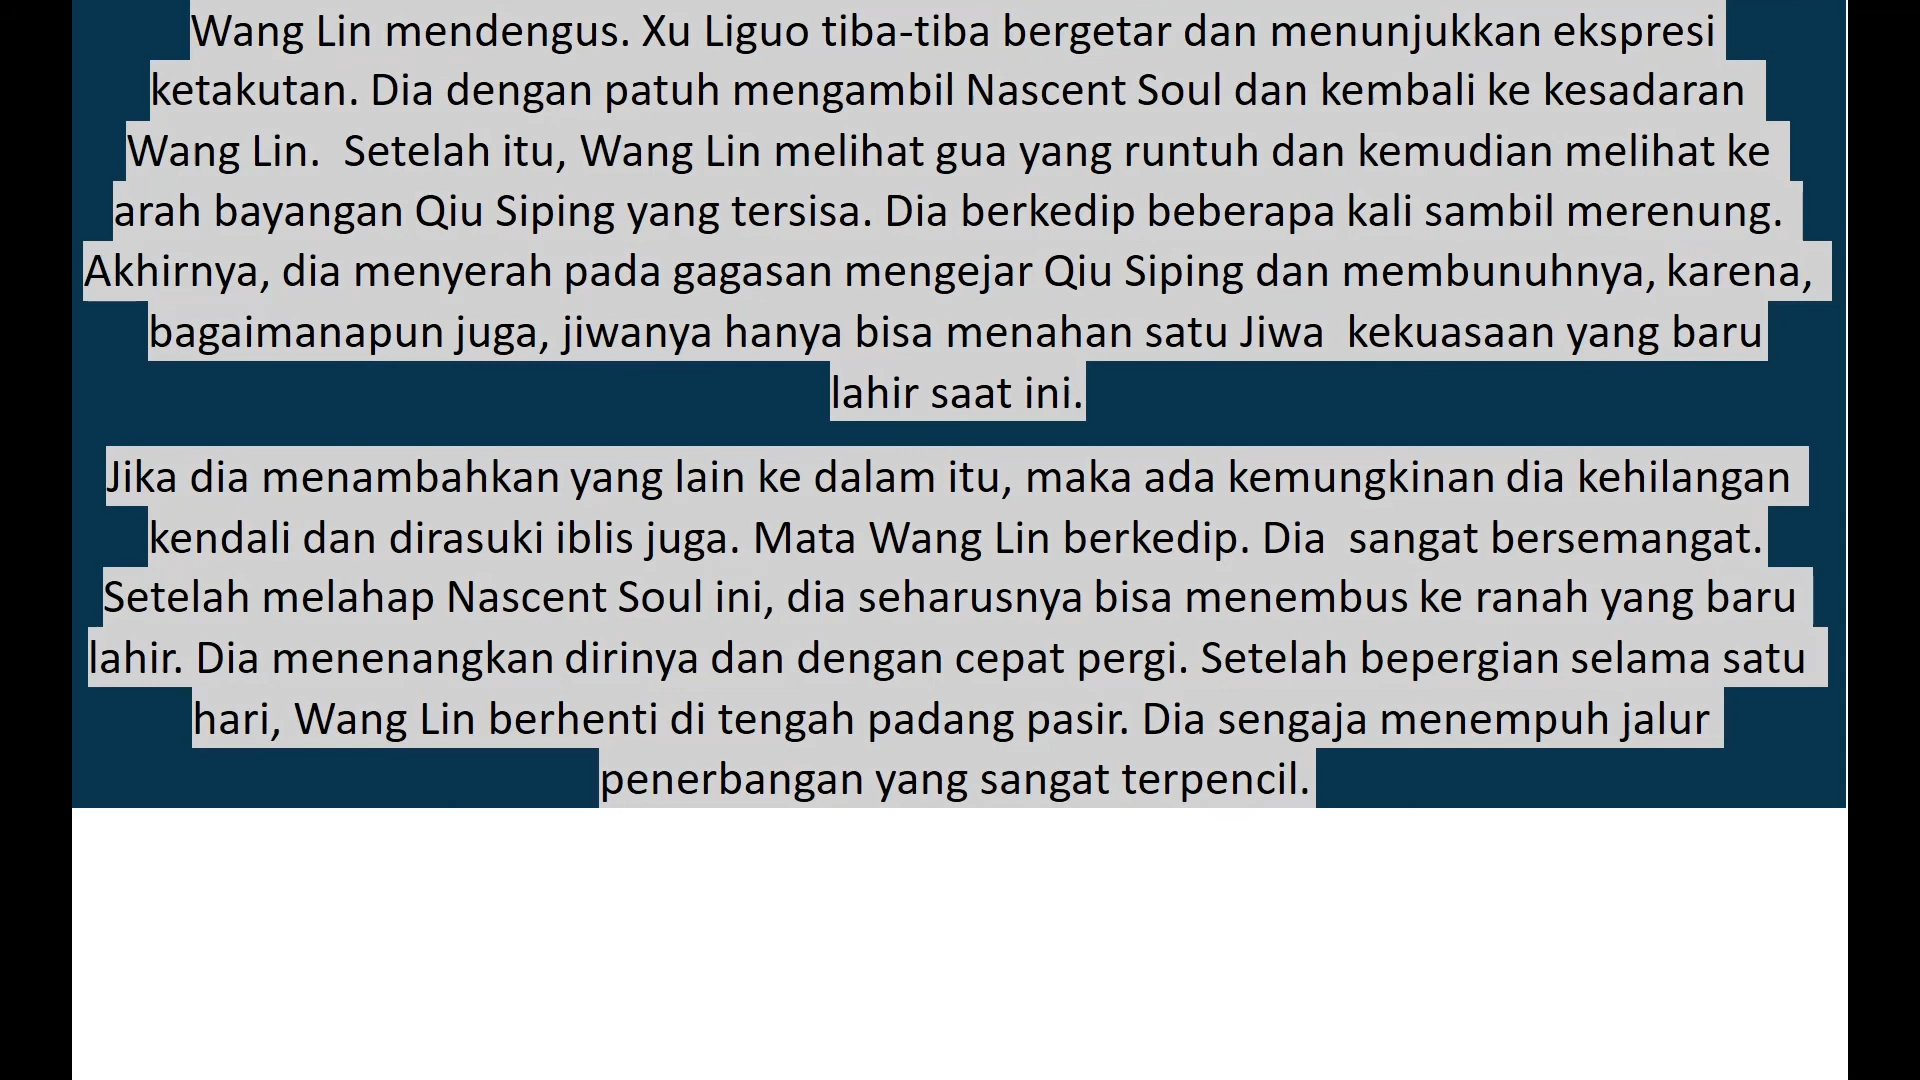 Wang Lin mendengus. Xu Liguo tiba-tiba bergetar dan menunjukkan ekspresi
ketakutan. Dia dengan patuh mengambil Nascent Soul dan kembali ke kesadaran
Wang Lin.  Setelah itu, Wang Lin melihat gua yang runtuh dan kemudian melihat ke
arah bayangan Qiu Siping yang tersisa. Dia berkedip beberapa kali sambil merenung.
Akhirnya, dia menyerah pada gagasan mengejar Qiu Siping dan membunuhnya, karena,
bagaimanapun juga, jiwanya hanya bisa menahan satu Jiwa  kekuasaan yang baru
lahir saat ini.
Jika dia menambahkan yang lain ke dalam itu, maka ada kemungkinan dia kehilangan
kendali dan dirasuki iblis juga. Mata Wang Lin berkedip. Dia  sangat bersemangat.
Setelah melahap Nascent Soul ini, dia seharusnya bisa menembus ke ranah yang baru
lahir. Dia menenangkan dirinya dan dengan cepat pergi. Setelah bepergian selama satu
hari, Wang Lin berhenti di tengah padang pasir. Dia sengaja menempuh jalur
penerbangan yang sangat terpencil.